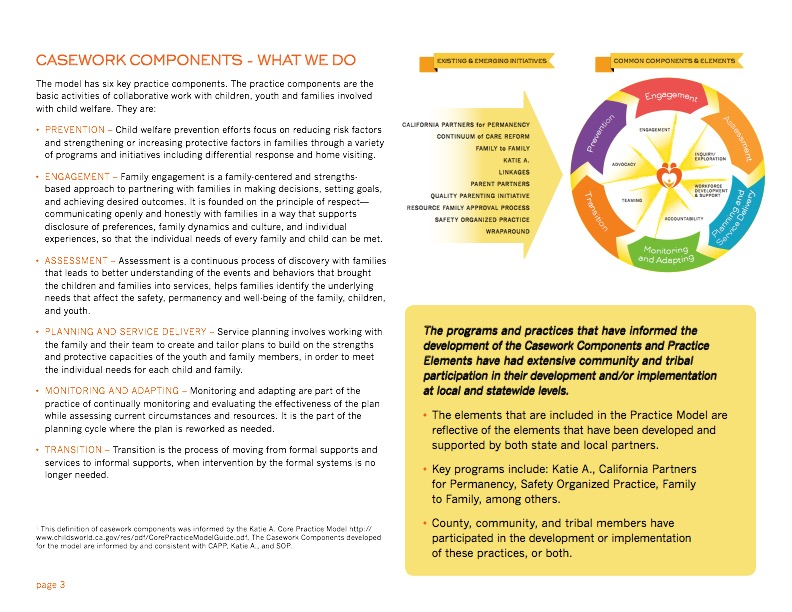 CASEWORK COMPONENTS - WHAT WE DO
The model has six key practice components. The practice components are the
basic activities of collaborative work with children, youth and families involved
with child welfare. They are:
• PREVENTION – Child welfare prevention efforts focus on reducing risk factors
and strengthening or increasing protective factors in families through a variety
of programs and initiatives including differential response and home visiting.
• ENGAGEMENT – Family engagement is a family-centered and strengths-
based approach to partnering with families in making decisions, setting goals,
and achieving desired outcomes. It is founded on the principle of respect—
communicating openly and honestly with families in a way that supports
disclosure of preferences, family dynamics and culture, and individual
experiences, so that the individual needs of every family and child can be met.
• ASSESSMENT – Assessment is a continuous process of discovery with families
that leads to better understanding of the events and behaviors that brought
the children and families into services, helps families identify the underlying
needs that affect the safety, permanency and well-being of the family, children,
and youth.
• PLANNING AND SERVICE DELIVERY – Service planning involves working with
the family and their team to create and tailor plans to build on the strengths
and protective capacities of the youth and family members, in order to meet
the individual needs for each child and family.
• MONITORING AND ADAPTING – Monitoring and adapting are part of the
practice of continually monitoring and evaluating the effectiveness of the plan
while assessing current circumstances and resources. It is the part of the
planning cycle where the plan is reworked as needed.
• TRANSITION – Transition is the process of moving from formal supports and
services to informal supports, when intervention by the formal systems is no
longer needed.
¹ This definition of casework components was informed by the Katie A. Core Practice Model http://
www.childsworld.ca.gov/res/pdf/CorePracticeModelGuide.pdf. The Casework Components developed
for the model are informed by and consistent with CAPP, Katie A., and SOP.
page 3
EXISTING & EMERGING INITIATIVES
CALIFORNIA PARTNERS for PERMANENCY
CONTINUUM of CARE REFORM
FAMILY to FAMILY
KATIE A.
LINKAGES
PARENT PARTNERS
QUALITY PARENTING INITIATIVE
RESOURCE FAMILY APPROVAL PROCESS
SAFETY ORGANIZED PRACTICE
WRAPAROUND
COMMON COMPONENTS & ELEMENTS
Engagement
Assessment
Planning and
Service Delivery
Monitoring
and Adapting
Transition
Prevention
ENGAGEMENT
INQUIRY/
EXPLORATION
WORKFORCE
DEVELOPMENT
& SUPPORT
ACCOUNTABILITY
TEAMING
ADVOCACY
The programs and practices that have informed the
development of the Casework Components and Practice
Elements have had extensive community and tribal
participation in their development and/or implementation
at local and statewide levels.
• The elements that are included in the Practice Model are
reflective of the elements that have been developed and
supported by both state and local partners.
• Key programs include: Katie A., California Partners
for Permanency, Safety Organized Practice, Family
to Family, among others.
• County, community, and tribal members have
participated in the development or implementation
of these practices, or both.